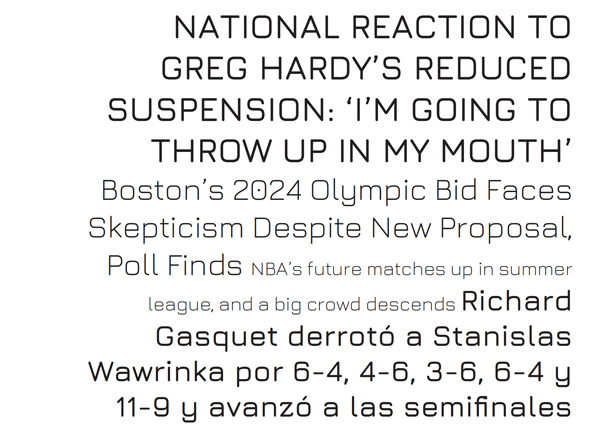 NATIONAL REACTION TO
GREG HARDY’S REDUCED
SUSPENSION: ‘I’M GOING TO
THROW UP IN MY MOUTH’
Boston’s 2024 Olympic Bid Faces
Skepticism Despite New Proposal,
Poll Finds NBA’s future matches up in summer
league, and a big crowd descends Richard
Gasquet derrotó a Stanislas
Wawrinka por 6-4, 4-6, 3-6, 6-4 y
11-9 y avanzó a las semifinales